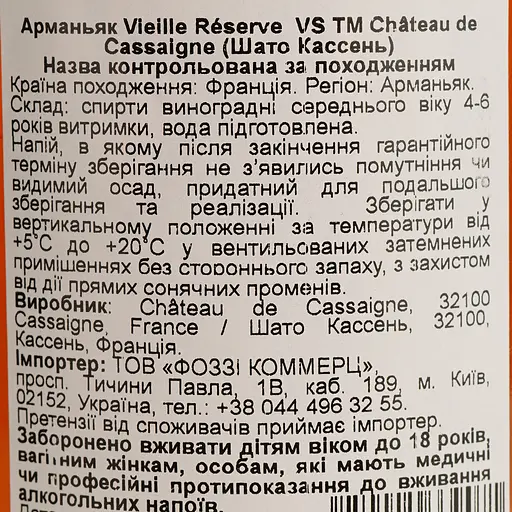 Арманьяк Vieille Réserve VS TM Château de
Cassaigne (Шато Кассень)
Назва контрольована за походженням
Країна походження: Франція. Регіон: Арманьяк.
Склад: спирти виноградні середнього віку 4-6
років витримки, вода підготовлена.
Напій, в якому після закінчення гарантійного
терміну зберігання не з'явились помутніння чи
видимий осад, придатний для подальшого
зберігання та реалізації. Зберігати у
вертикальному положенні за температури від
+5°С до +20°С у вентильованих затемнених
приміщеннях без стороннього запаху, з захистом
від дії прямих сонячних променів.
Виробник: Château de Cassaigne, 32100
Cassaigne, France / Шато Кассень, 32100,
Кассень, Франція.
Імпортер: ТОВ «ФОЗЗІ КОММЕРЦ»,
просп. Тичини Павла, 1В, каб. 189, м. Київ,
02152, Україна, тел.: +38 044 496 32 55.
Претензії від споживачів приймає імпортер.
Заборонено вживати дітям віком до 18 років,
вагітним жінкам, особам, які мають медичні
чи професійні протипоказання до вживання
алкогольних напоїв.